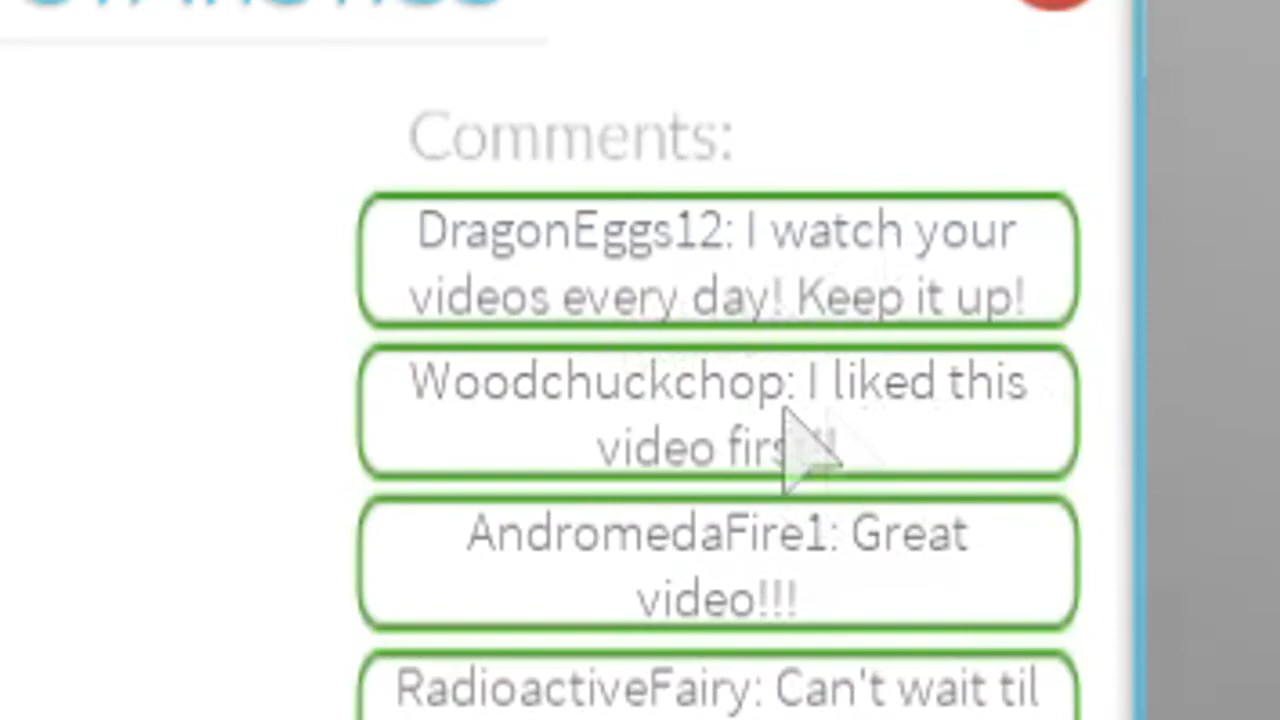 Comments:
DragonEggs12: I watch your
videos every day! Keep it up!
Woodchuckchop: I liked this
video first!!
AndromedaFire1: Great
video!!!
RadioactiveFairy: Can't wait til